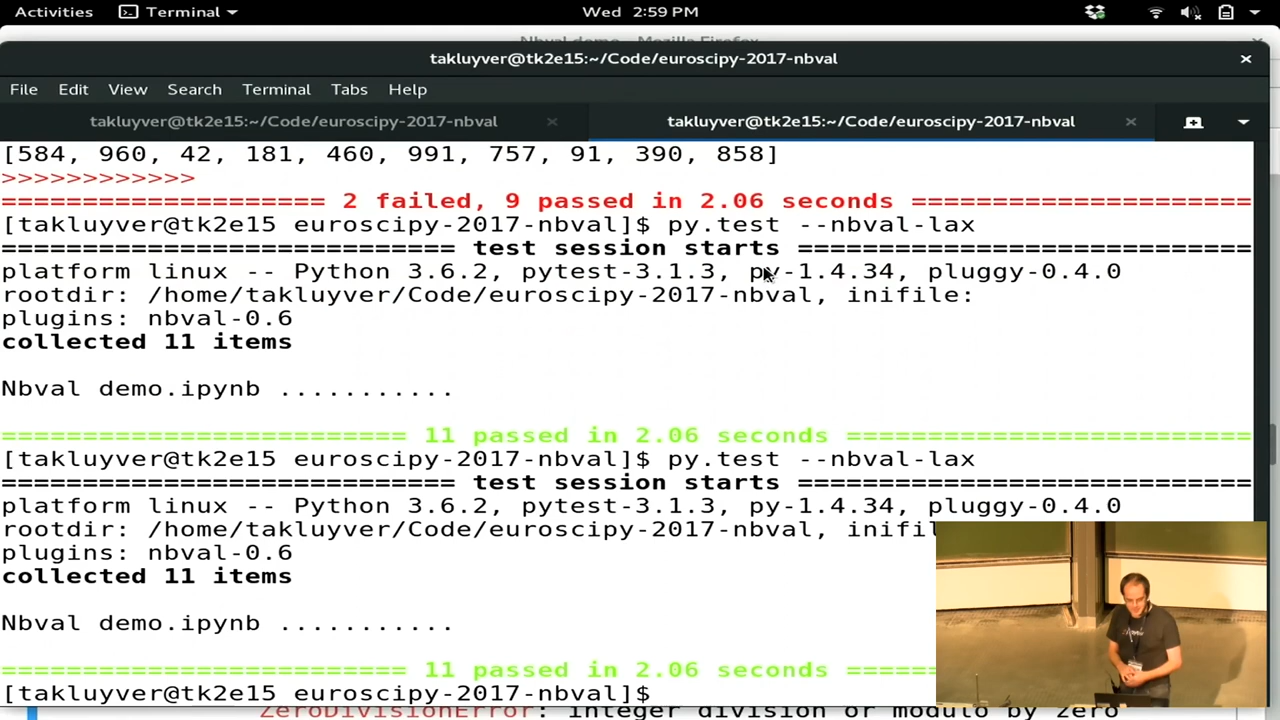 Activities Terminal Wed 2:59 PM
Nbval demo - Mozilla Firefox
takluyver@tk2e15:~/Code/euroscipy-2017-nbval
File Edit View Search Terminal Tabs Help
takluyver@tk2e15:~/Code/euroscipy-2017-nbval takluyver@tk2e15:~/Code/euroscipy-2017-nbval
[584, 960, 42, 181, 460, 991, 757, 91, 390, 858]
>>>>>>>>>>>>
==================== 2 failed, 9 passed in 2.06 seconds =====================
[takluyver@tk2e15 euroscipy-2017-nbval]$ py.test --nbval-lax
============================ test session starts ============================
platform linux -- Python 3.6.2, pytest-3.1.3, py-1.4.34, pluggy-0.4.0
rootdir: /home/takluyver/Code/euroscipy-2017-nbval, inifile:
plugins: nbval-0.6
collected 11 items
Nbval demo.ipynb ...........
========================= 11 passed in 2.06 seconds =========================
[takluyver@tk2e15 euroscipy-2017-nbval]$ py.test --nbval-lax
============================ test session starts ============================
platform linux -- Python 3.6.2, pytest-3.1.3, py-1.4.34, pluggy-0.4.0
rootdir: /home/takluyver/Code/euroscipy-2017-nbval, inifi
plugins: nbval-0.6
collected 11 items
Nbval demo.ipynb ...........
========================= 11 passed in 2.06 seconds =====
[takluyver@tk2e15 euroscipy-2017-nbval]$
ZeroDivisionError: integer division or modulo by zero